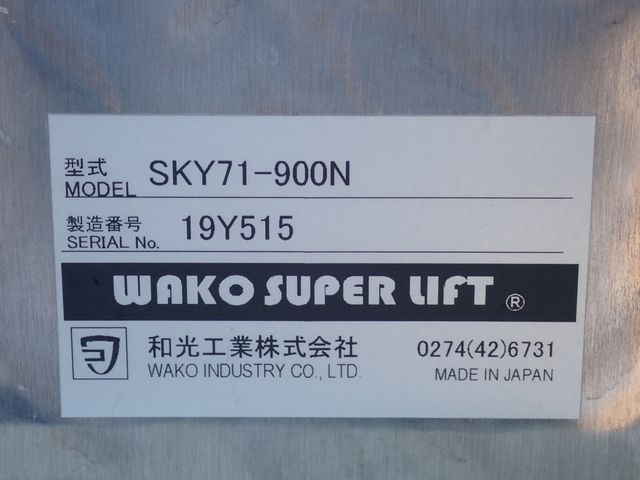 型式
MODEL SKY71-900N
製造番号
SERIAL No. 19Y515
WAKO SUPER LIFT ®
和光工業株式会社 0274(42)6731
WAKO INDUSTRY CO., LTD. MADE IN JAPAN